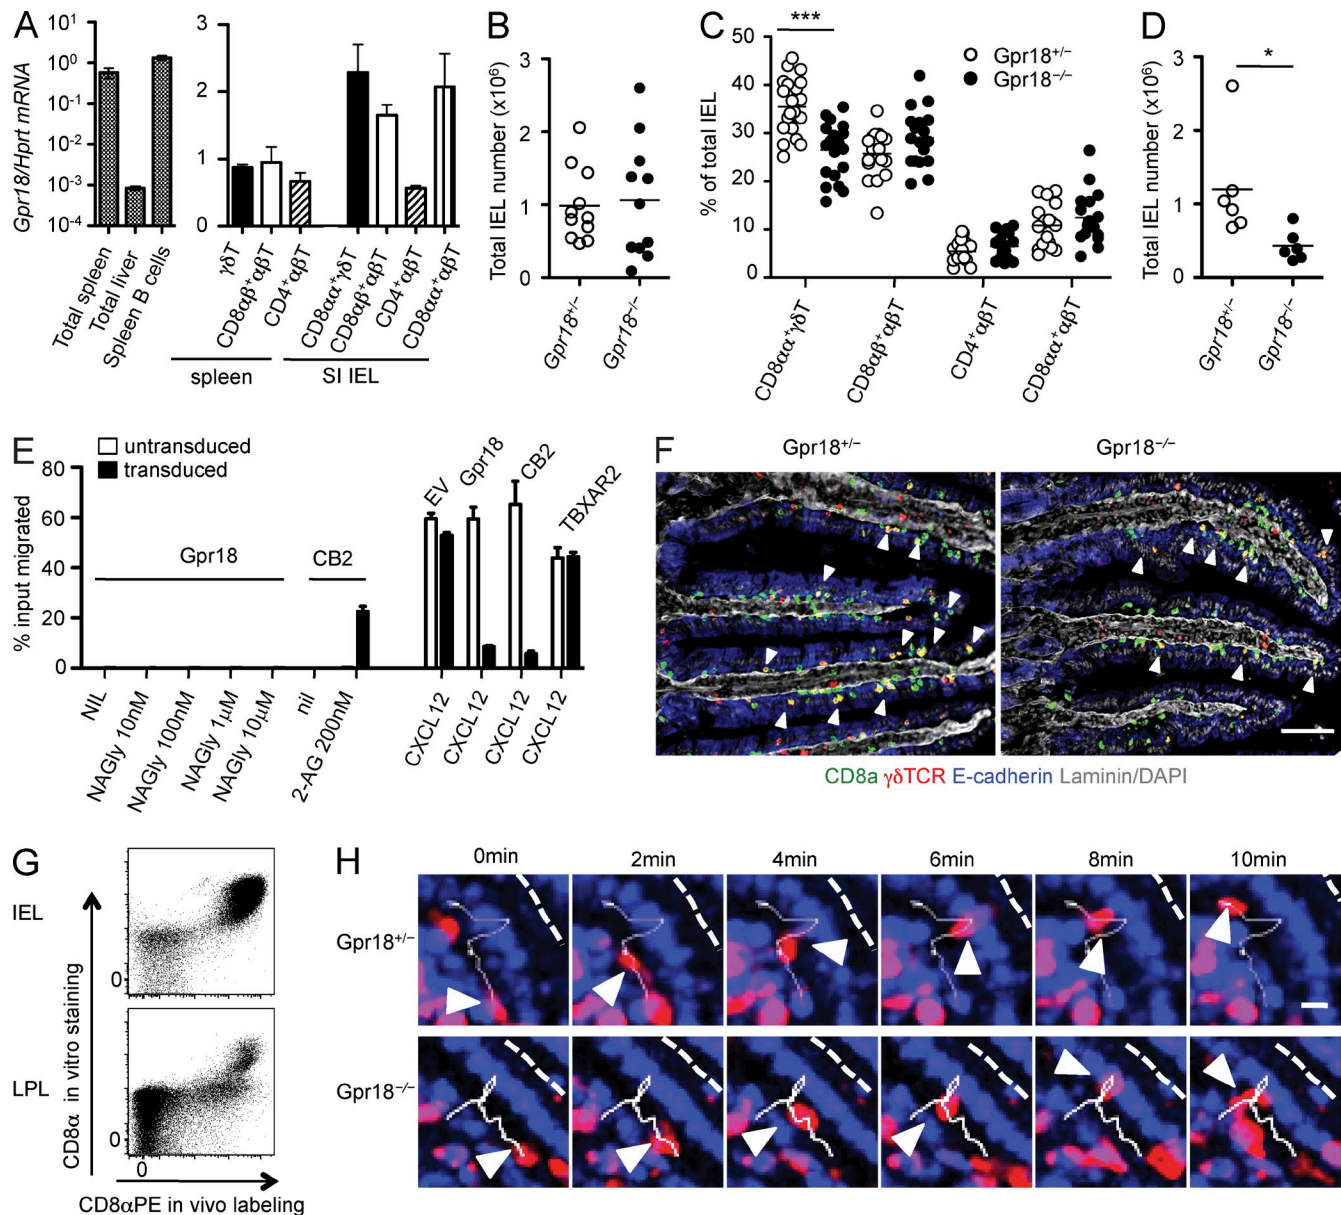 A
Gpr18/Hprt mRNA
10¹
10⁰
10⁻¹
10⁻²
10⁻³
10⁻⁴
Total spleen
Total liver
Spleen B cells
3
2
1
0
γδT
CD8αβ⁺αβT
CD4⁺αβT
CD8αα⁺γδT
CD8αβ⁺αβT
CD4⁺αβT
CD8αα⁺αβT
spleen
SI IEL
B
Total IEL number (x10⁶)
3
2
1
0
Gpr18⁺/⁻
Gpr18⁻/⁻
C
% of total IEL
50
40
30
20
10
0
***
Gpr18⁺/⁻
Gpr18⁻/⁻
CD8αα⁺γδT
CD8αβ⁺αβT
CD4⁺αβT
CD8αα⁺αβT
D
Total IEL number (x10⁶)
3
2
1
0
*
Gpr18⁺/⁻
Gpr18⁻/⁻
E
untransduced
transduced
% input migrated
80
60
40
20
0
Gpr18
CB2
EV
Gpr18
CB2
TBXAR2
NIL
NAGly 10nM
NAGly 100nM
NAGly 1μM
NAGly 10μM
nil
2-AG 200nM
CXCL12
CXCL12
CXCL12
CXCL12
F
Gpr18⁺/⁻
Gpr18⁻/⁻
CD8a γδTCR E-cadherin Laminin/DAPI
G
IEL
0
LPL
0
0
CD8α in vitro staining
CD8αPE in vivo labeling
H
0min
2min
4min
6min
8min
10min
Gpr18⁺/⁻
Gpr18⁻/⁻